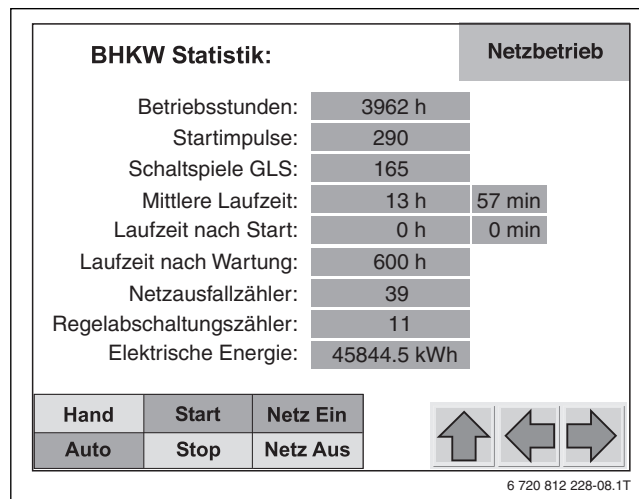 BHKW Statistik:
Netzbetrieb
Betriebsstunden: 3962 h
Startimpulse: 290
Schaltspiele GLS: 165
Mittlere Laufzeit: 13 h 57 min
Laufzeit nach Start: 0 h 0 min
Laufzeit nach Wartung: 600 h
Netzausfallzähler: 39
Regelabschaltungszähler: 11
Elektrische Energie: 45844.5 kWh
Hand Start Netz Ein
Auto Stop Netz Aus
6 720 812 228-08.1T